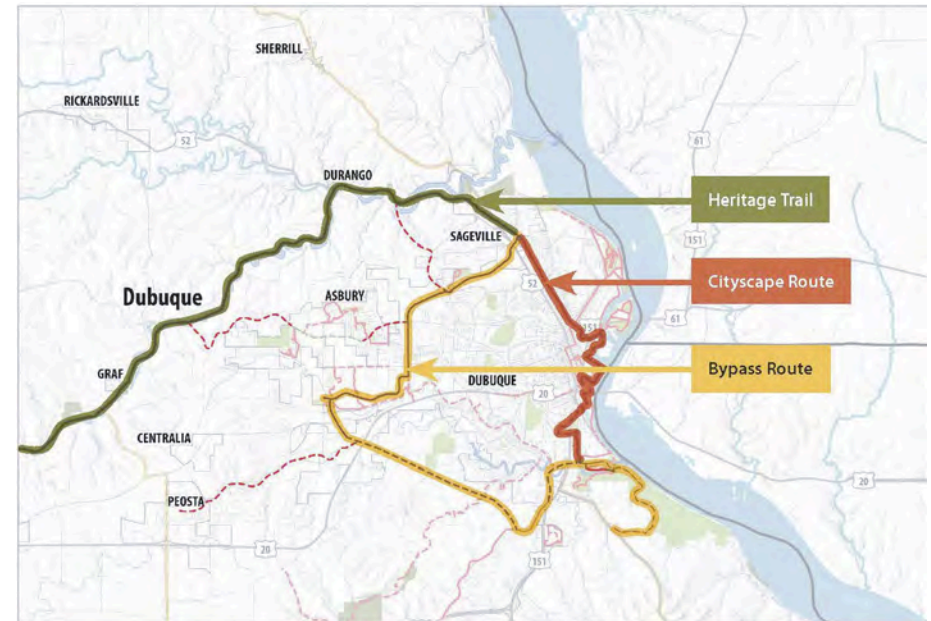 SHERRILL
RICKARDSVILLE
52
61
DURANGO
Heritage Trail
SAGEVILLE
151
52
Cityscape Route
Dubuque
ASBURY
61
151
Bypass Route
GRAF
DUBUQUE
20
CENTRALIA
20
PEOSTA
20
151